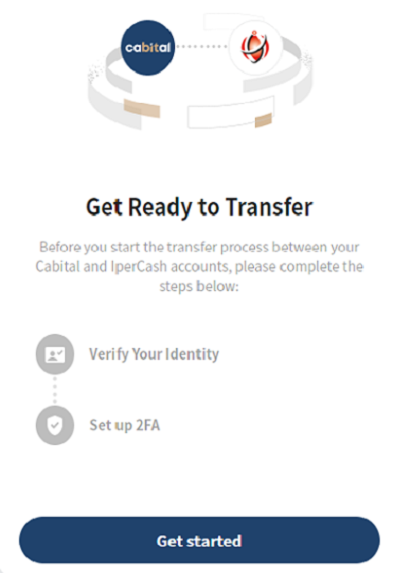 cabital
Get Ready to Transfer
Before you start the transfer process between your
Cabital and IperCash accounts, please complete the
steps below:
Verify Your Identity
Set up 2FA
Get started